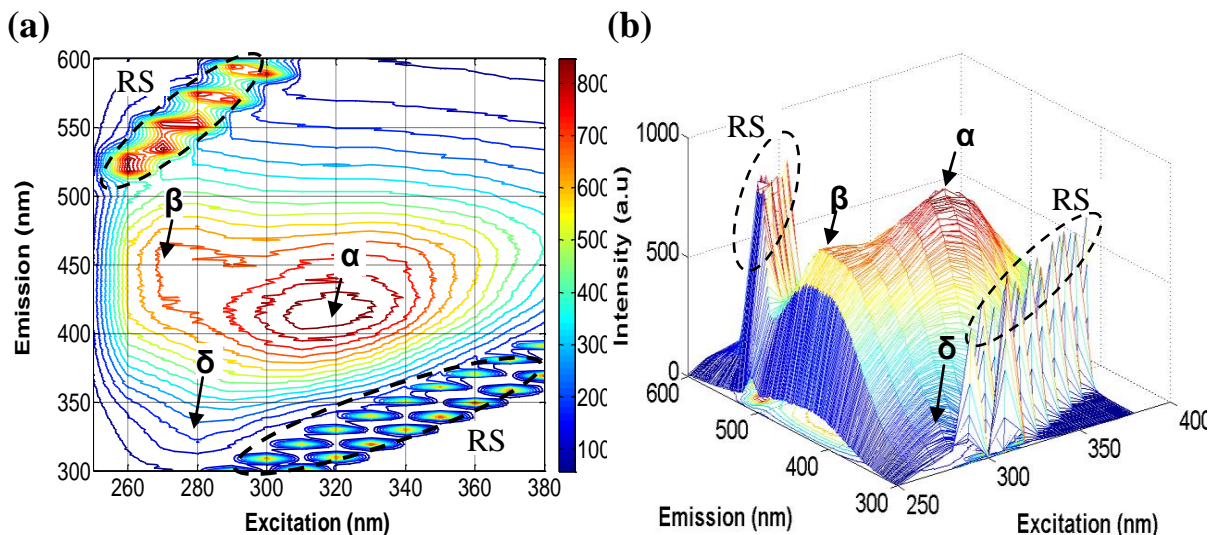 (a)
(b)
600
550
500
450
400
350
300
260 280 300 320 340 360 380
Emission (nm)
Excitation (nm)
RS
β
α
δ
RS
800
700
600
500
400
300
200
100
Intensity (a.u)
1000
500
0
600
500
400
300
250
300
350
400
RS
β
α
RS
δ
Emission (nm)
Excitation (nm)